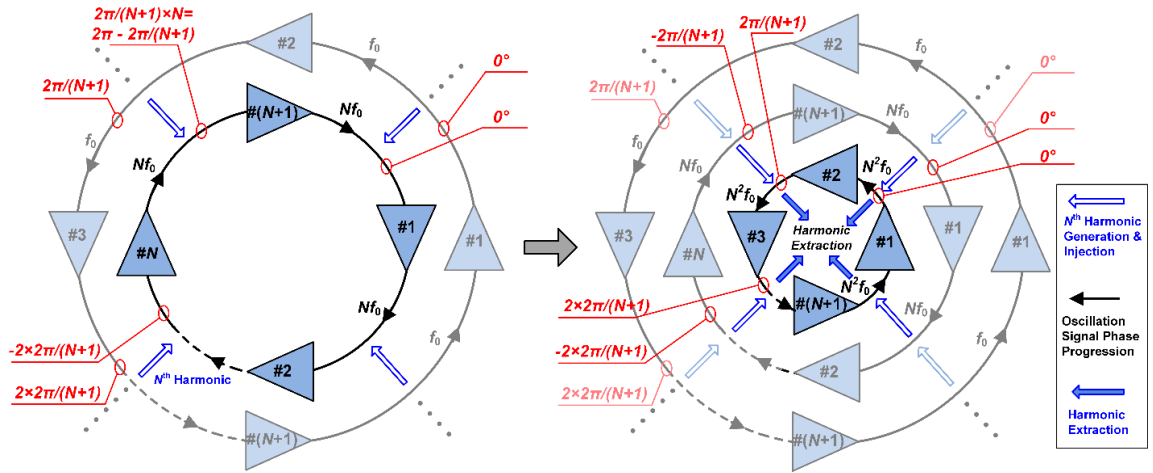 2π/(N+1)×N=
2π - 2π/(N+1)
#2
f₀
0°
2π/(N+1)
#(N+1)
Nf₀
0°
f₀
Nf₀
#3
#N
#1
#1
Nf₀
f₀
-2×2π/(N+1)
Nᵗʰ Harmonic
#2
2×2π/(N+1)
#(N+1)
2π/(N+1)
-2π/(N+1)
#2
f₀
0°
2π/(N+1)
#(N+1)
Nf₀
0°
f₀
Nf₀
#2
0°
N²f₀
N²f₀
#3
#N
#3
Harmonic
Extraction
#1
#1
#1
N²f₀
2×2π/(N+1)
#(N+1)
Nf₀
f₀
-2×2π/(N+1)
#2
2×2π/(N+1)
#(N+1)
Nᵗʰ Harmonic
Generation &
Injection
Oscillation
Signal Phase
Progression
Harmonic
Extraction